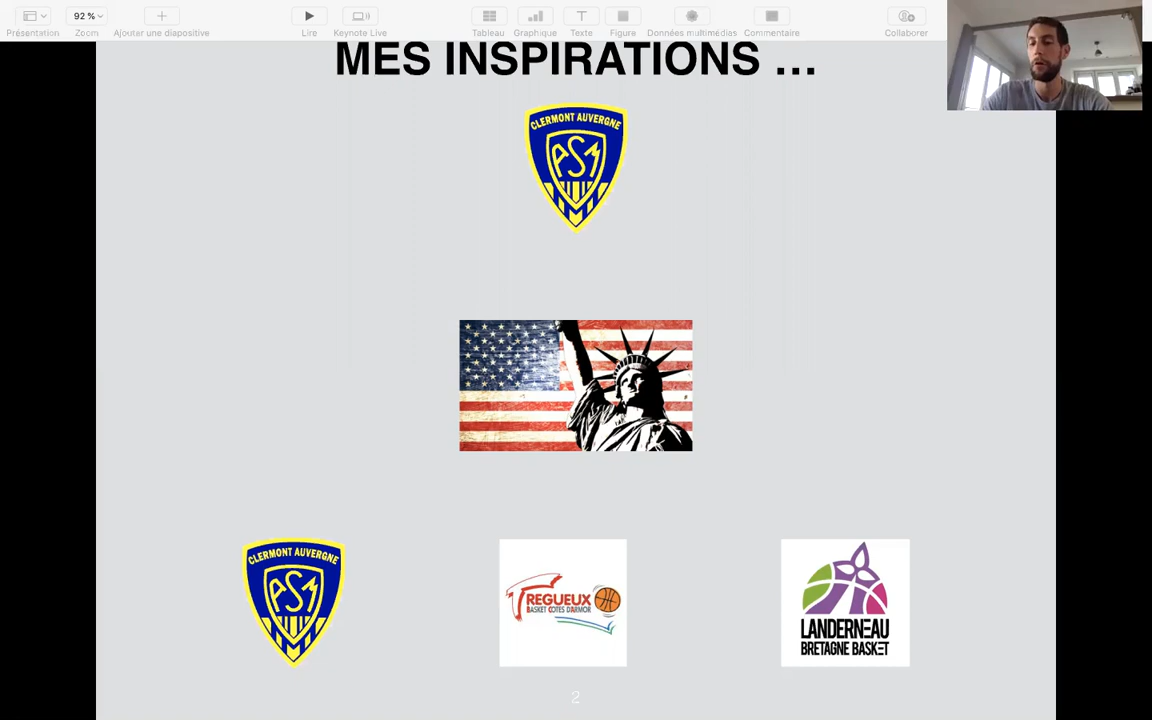 92 %
Présentation
Zoom
Ajouter une diapositive
Lire
Keynote Live
Tableau
Graphique
Texte
Figure
Données multimédias
Commentaire
Collaborer
MES INSPIRATIONS ...
CLERMONT AUVERGNE
ASM
CLERMONT AUVERGNE
ASM
TREGUEUX
BASKET COTES D'ARMOR
LANDERNEAU
BRETAGNE BASKET
2